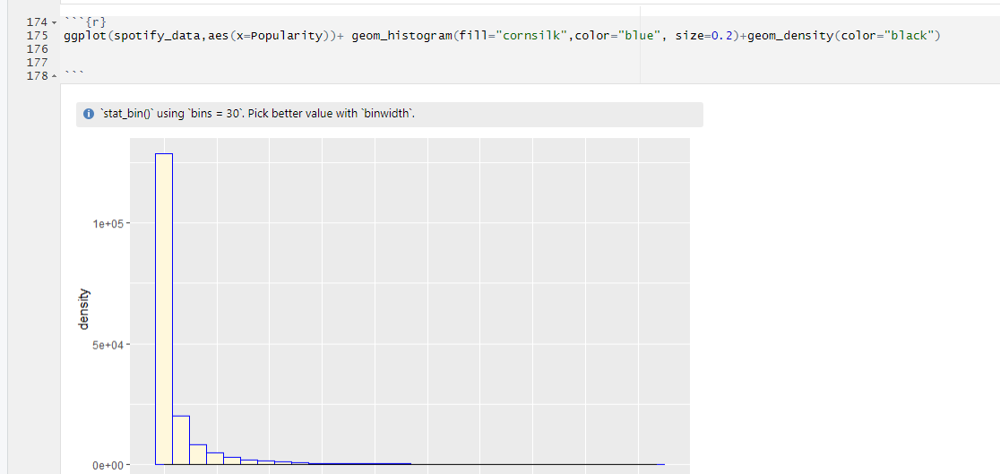 174 ```{r}
175 ggplot(spotify_data,aes(x=Popularity))+ geom_histogram(fill="cornsilk",color="blue", size=0.2)+geom_density(color="black")
176
177
178 ```
`stat_bin()` using `bins = 30`. Pick better value with `binwidth`.
1e+05
density
5e+04
0e+00